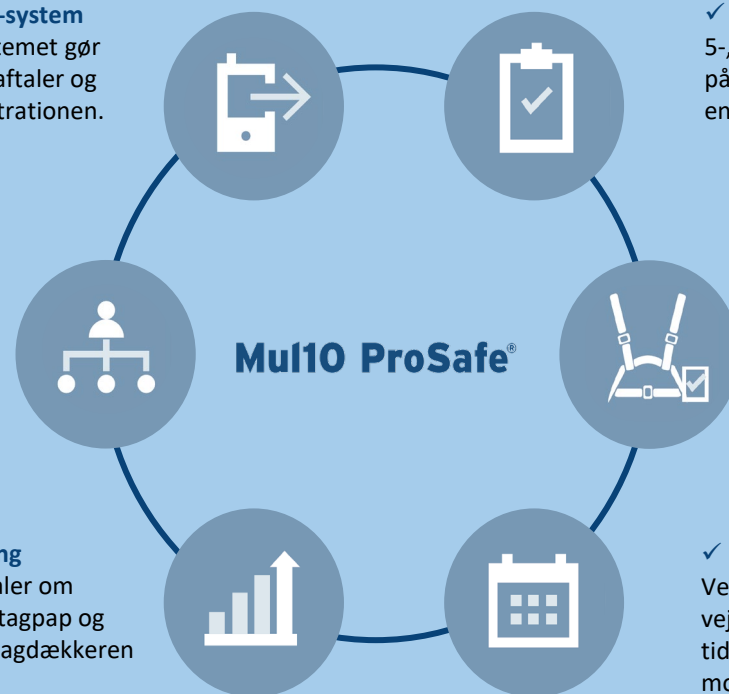 -system
temet gør
aftaler og
trationen.
✓
5-,
på
en
Mul10 ProSafe®
ng
aler om
tagpap og
agdækkeren
✓
Ve
vej
tid
mo